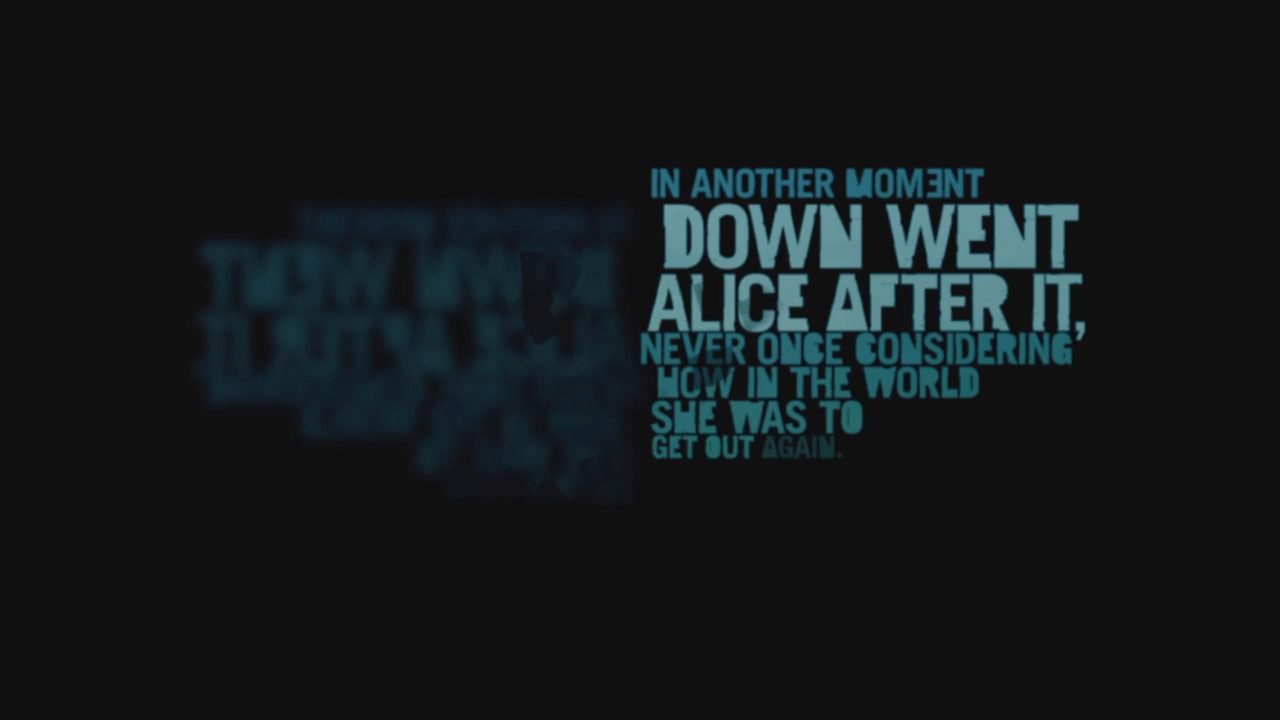 IN ANOTHER MOMENT
DOWN WENT
ALICE AFTER IT,
NEVER ONCE CONSIDERING
HOW IN THE WORLD
SHE WAS TO
GET OUT AGAIN.